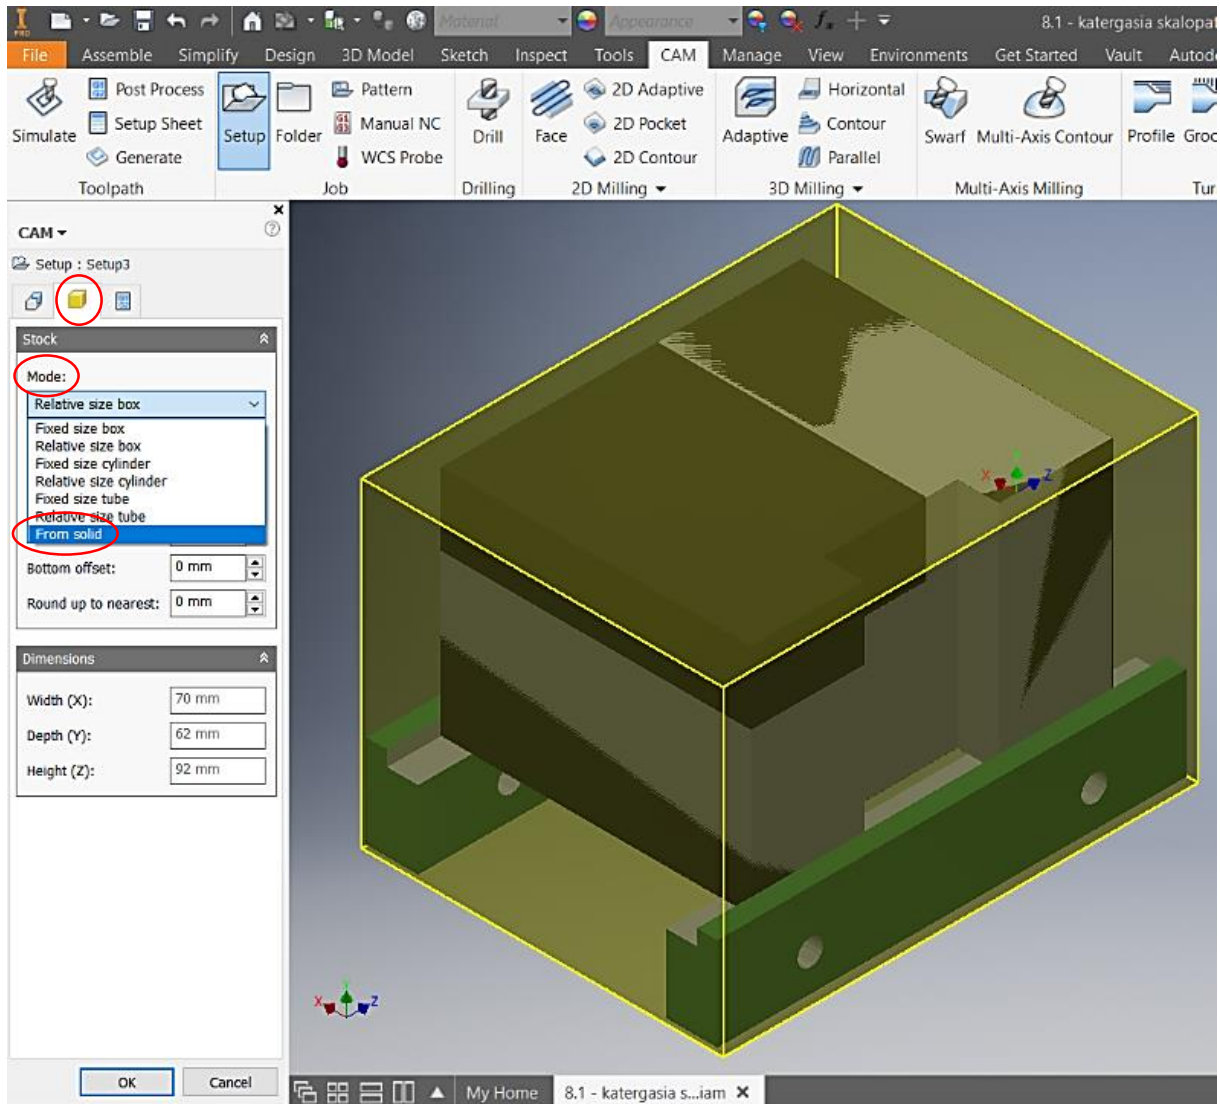 PRO
Material
Appearance
8.1 - katergasia skalopat
File Assemble Simplify Design 3D Model Sketch Inspect Tools CAM Manage View Environments Get Started Vault Autode
Simulate
Post Process
Setup Sheet
Generate
Setup
Folder
Pattern
Manual NC
WCS Probe
Drill
Face
2D Adaptive
2D Pocket
2D Contour
Adaptive
Horizontal
Contour
Parallel
Swarf
Multi-Axis Contour
Profile
Groo
Toolpath Job Drilling 2D Milling 3D Milling Multi-Axis Milling Tur
CAM
Setup : Setup3
Stock
Mode:
Relative size box
Fixed size box
Relative size box
Fixed size cylinder
Relative size cylinder
Fixed size tube
Relative size tube
From solid
Bottom offset: 0 mm
Round up to nearest: 0 mm
Dimensions
Width (X): 70 mm
Depth (Y): 62 mm
Height (Z): 92 mm
OK Cancel
X Z
X Z
My Home 8.1 - katergasia s...iam